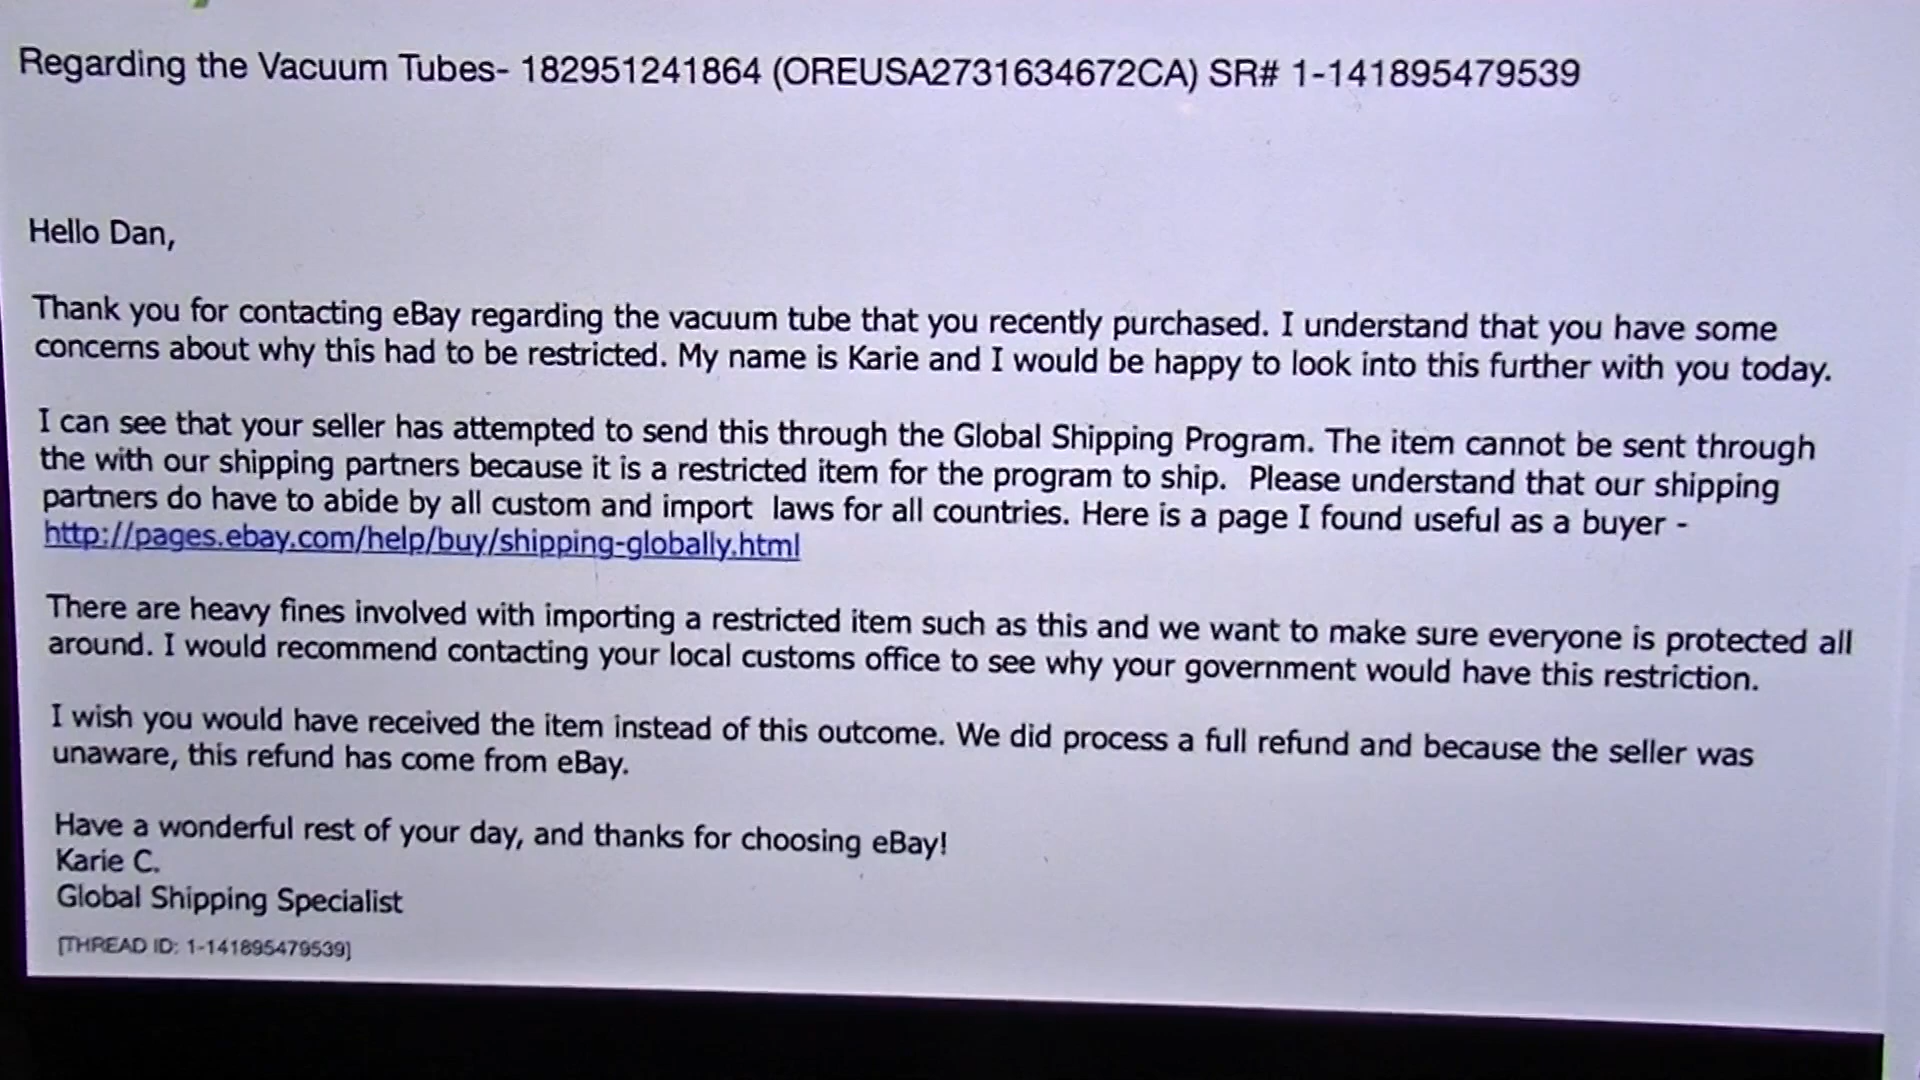 Regarding the Vacuum Tubes- 182951241864 (OREUSA2731634672CA) SR# 1-141895479539
Hello Dan,
Thank you for contacting eBay regarding the vacuum tube that you recently purchased. I understand that you have some
concerns about why this had to be restricted. My name is Karie and I would be happy to look into this further with you today.
I can see that your seller has attempted to send this through the Global Shipping Program. The item cannot be sent through
the with our shipping partners because it is a restricted item for the program to ship. Please understand that our shipping
partners do have to abide by all custom and import laws for all countries. Here is a page I found useful as a buyer -
http://pages.ebay.com/help/buy/shipping-globally.html
There are heavy fines involved with importing a restricted item such as this and we want to make sure everyone is protected all
around. I would recommend contacting your local customs office to see why your government would have this restriction.
I wish you would have received the item instead of this outcome. We did process a full refund and because the seller was
unaware, this refund has come from eBay.
Have a wonderful rest of your day, and thanks for choosing eBay!
Karie C.
Global Shipping Specialist
[THREAD ID: 1-141895479539]